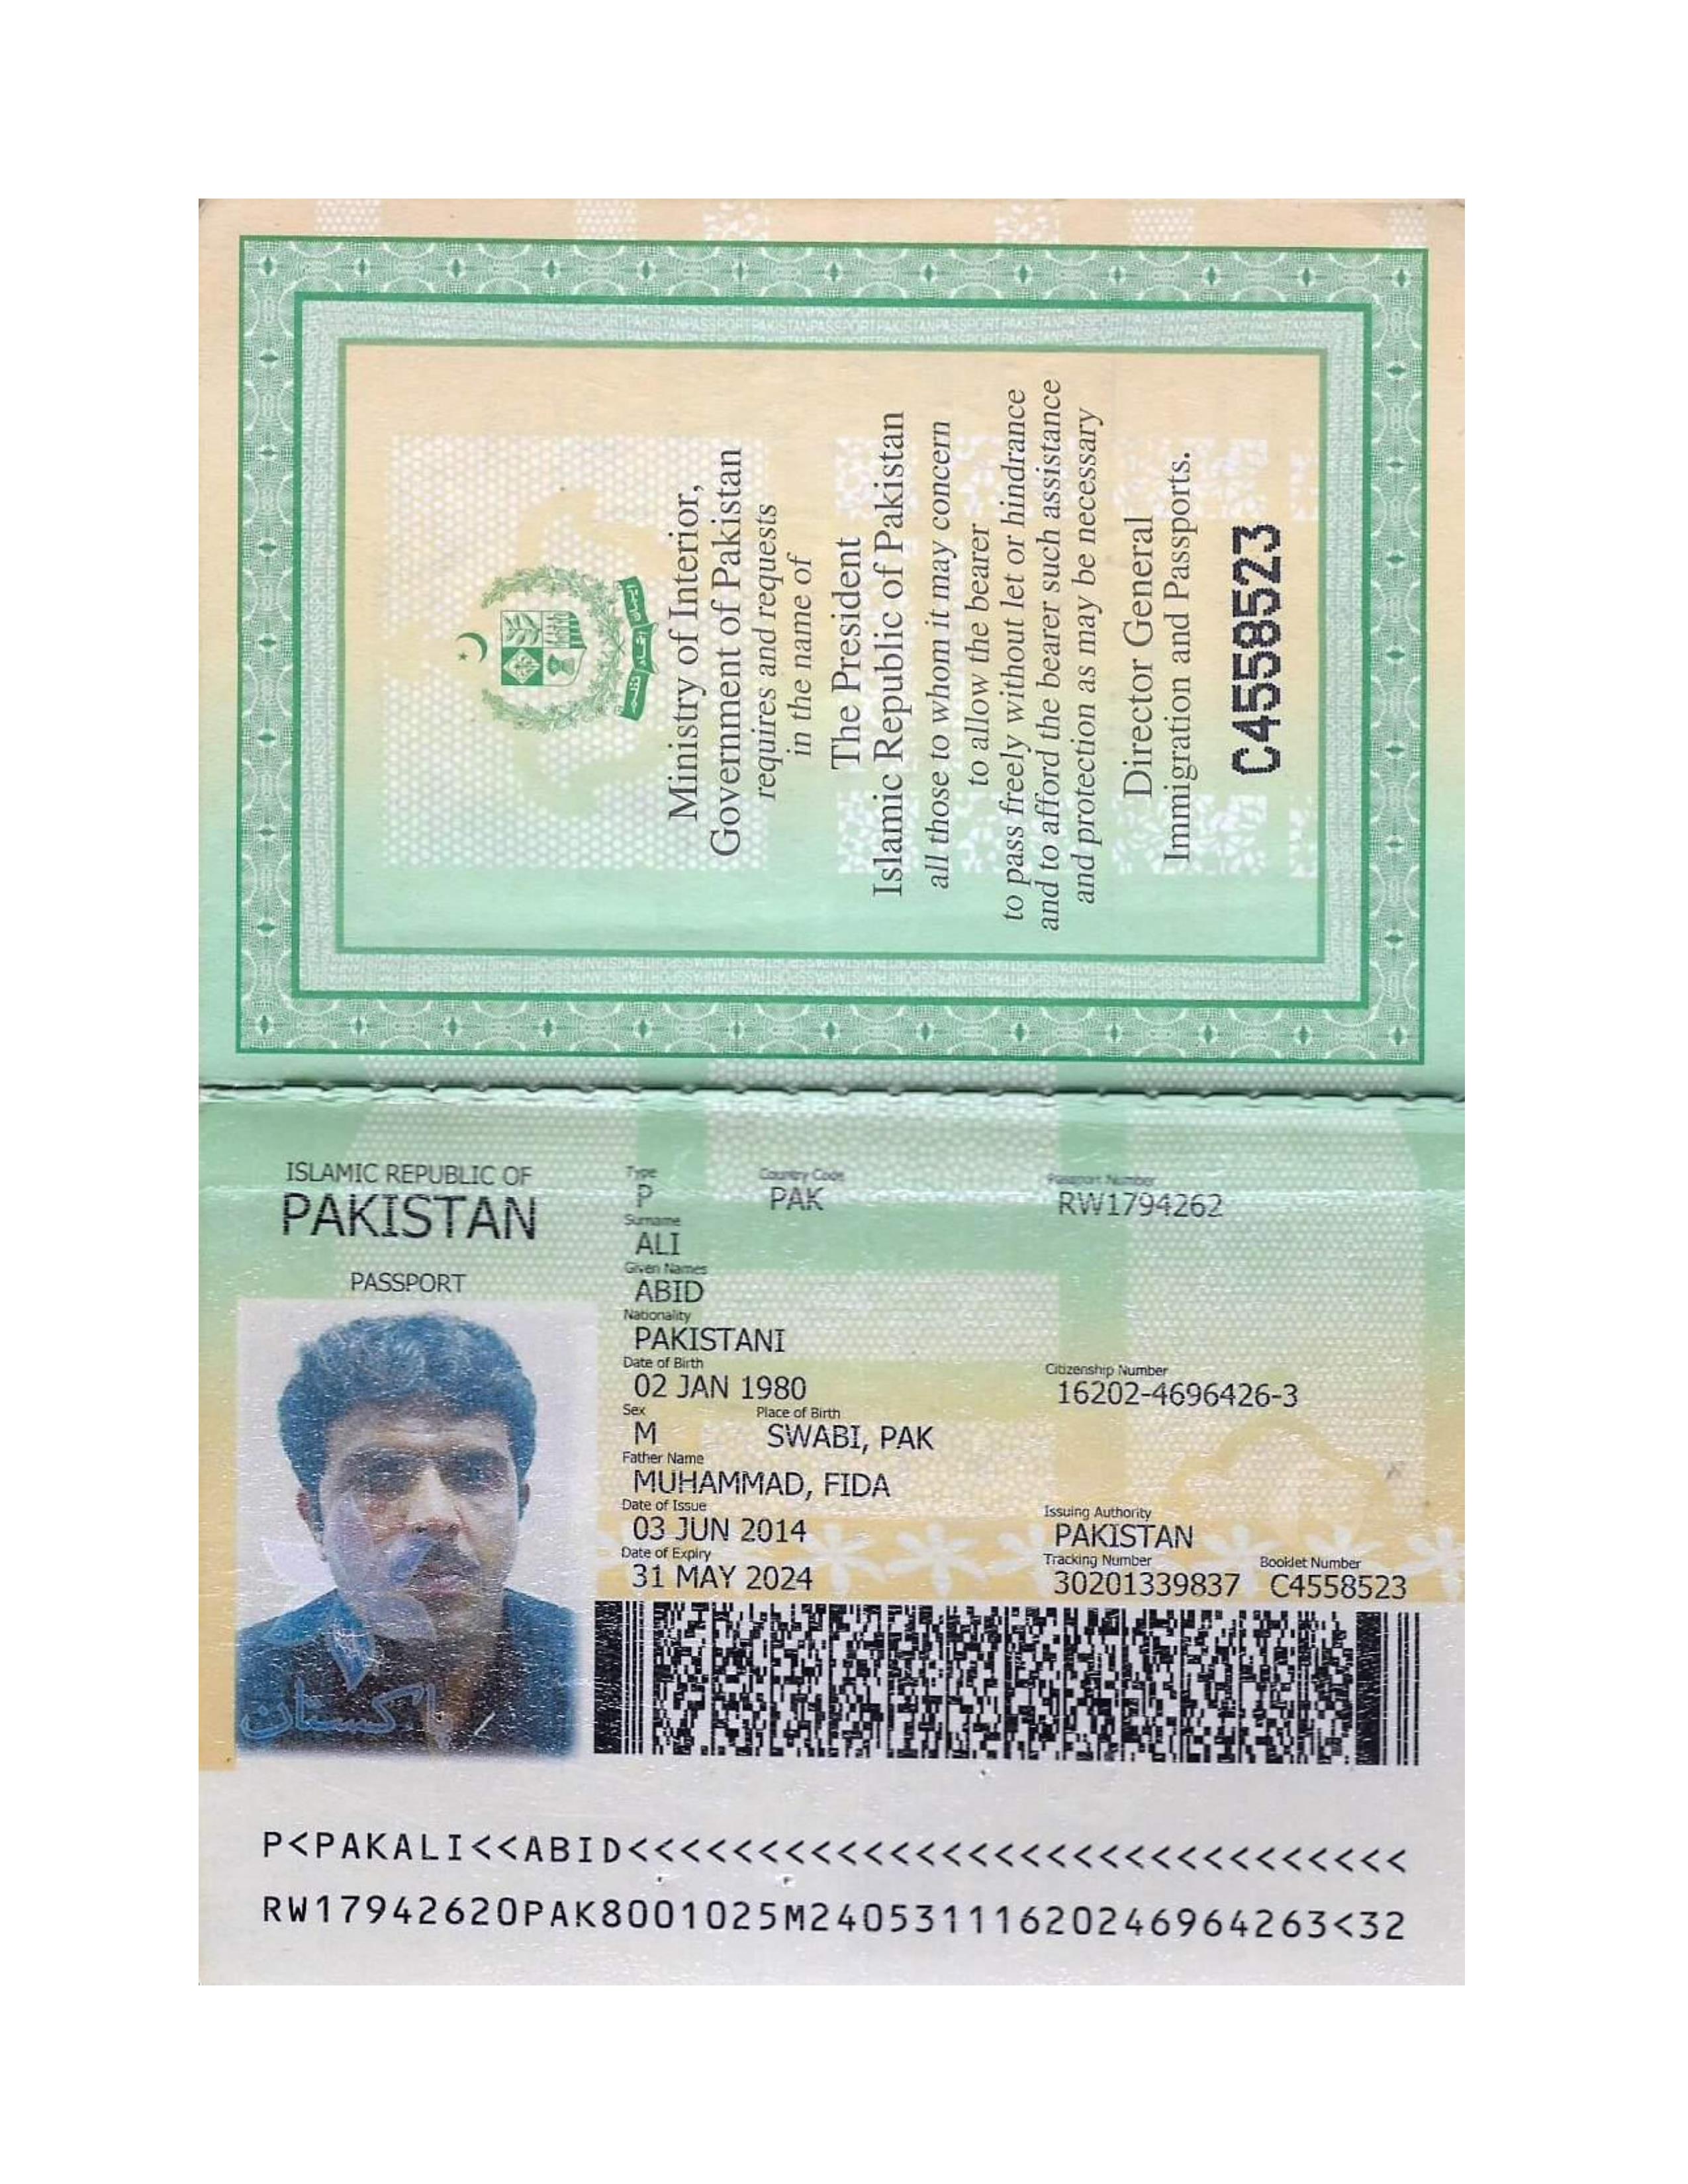 ایمان اتحاد نظم
Ministry of Interior,
Government of Pakistan
requires and requests
in the name of
The President
Islamic Republic of Pakistan
all those to whom it may concern
to allow the bearer
to pass freely without let or hindrance
and to afford the bearer such assistance
and protection as may be necessary
Director General
Immigration and Passports.
C4558523
ISLAMIC REPUBLIC OF
PAKISTAN
PASSPORT
Type Country Code Passport Number
P PAK RW1794262
Surname
ALI
Given Names
ABID
Nationality
PAKISTANI
Date of Birth Citizenship Number
02 JAN 1980 16202-4696426-3
Sex Place of Birth
M SWABI, PAK
Father Name
MUHAMMAD, FIDA
Date of Issue Issuing Authority
03 JUN 2014 PAKISTAN
Date of Expiry Tracking Number Booklet Number
31 MAY 2024 30201339837 C4558523
پاکستان
P<PAKALI<<ABID<<<<<<<<<<<<<<<<<<<<<<<<<<<<<<
RW17942620PAK8001025M24053111620246964263<32